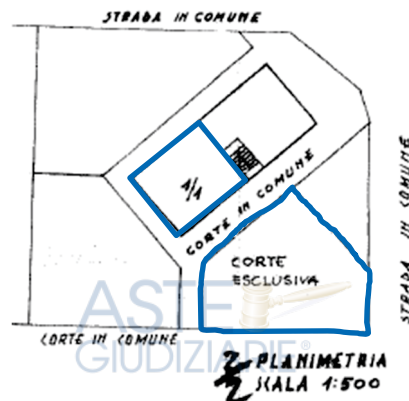 STRADA IN COMUNE
1/1
CORTE IN COMUNE
STRADA IN COMUNE
CORTE
ESCLUSIVA
ASTE
GIUDIZIARIE®
CORTE IN COMUNE
PLANIMETRIA
SCALA 1:500